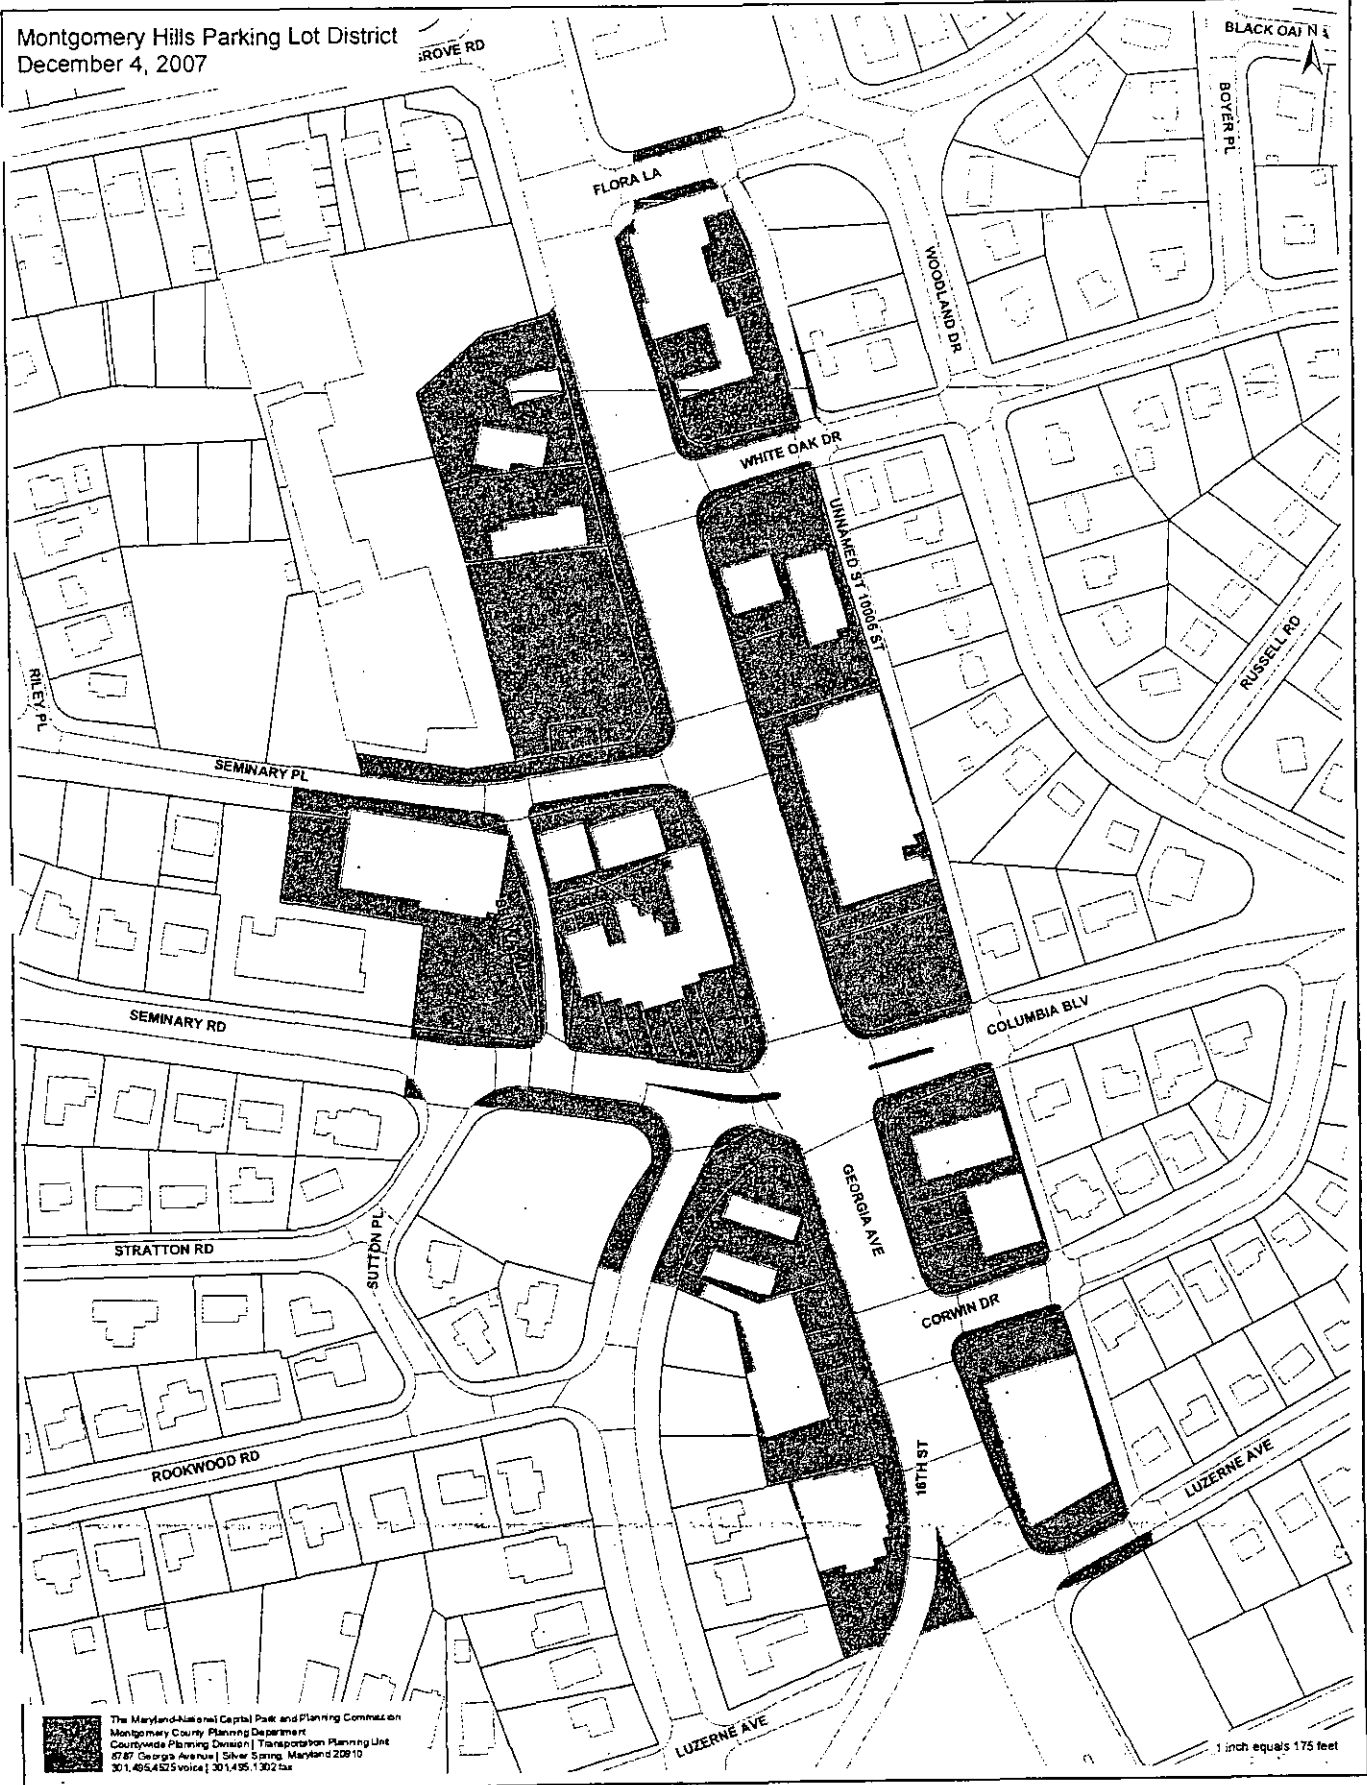 Montgomery Hills Parking Lot District
December 4, 2007
GROVE RD
BLACK OAK
N
BOYER PL
FLORA LA
WOODLAND DR
WHITE OAK DR
UNNAMED ST 10006 ST
RUSSELL RD
RILEY PL
SEMINARY PL
SEMINARY RD
COLUMBIA BLV
STRATTON RD
SUTTON PL
GEORGIA AVE
CORWIN DR
ROOKWOOD RD
16TH ST
LUZERNE AVE
LUZERNE AVE
The Maryland-National Capital Park and Planning Commission
Montgomery County Planning Department
Countywide Planning Division | Transportation Planning Unit
8787 Georgia Avenue | Silver Spring, Maryland 20910
301.495.4525 voice | 301.495.1302 fax
1 inch equals 175 feet